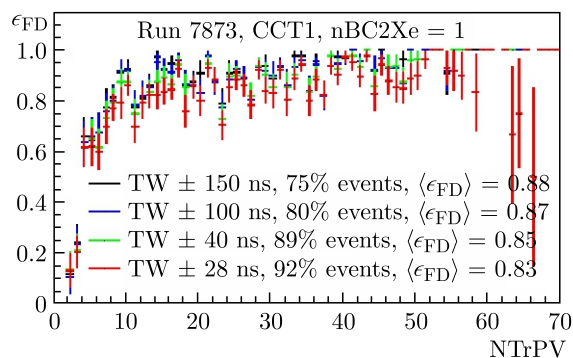 ϵFD
Run 7873, CCT1, nBC2Xe = 1
1.0
0.8
0.6
0.4
0.2
0
TW ± 150 ns, 75% events, ⟨ϵFD⟩ = 0.88
TW ± 100 ns, 80% events, ⟨ϵFD⟩ = 0.87
TW ± 40 ns, 89% events, ⟨ϵFD⟩ = 0.85
TW ± 28 ns, 92% events, ⟨ϵFD⟩ = 0.83
0 10 20 30 40 50 60 70
NTrPV